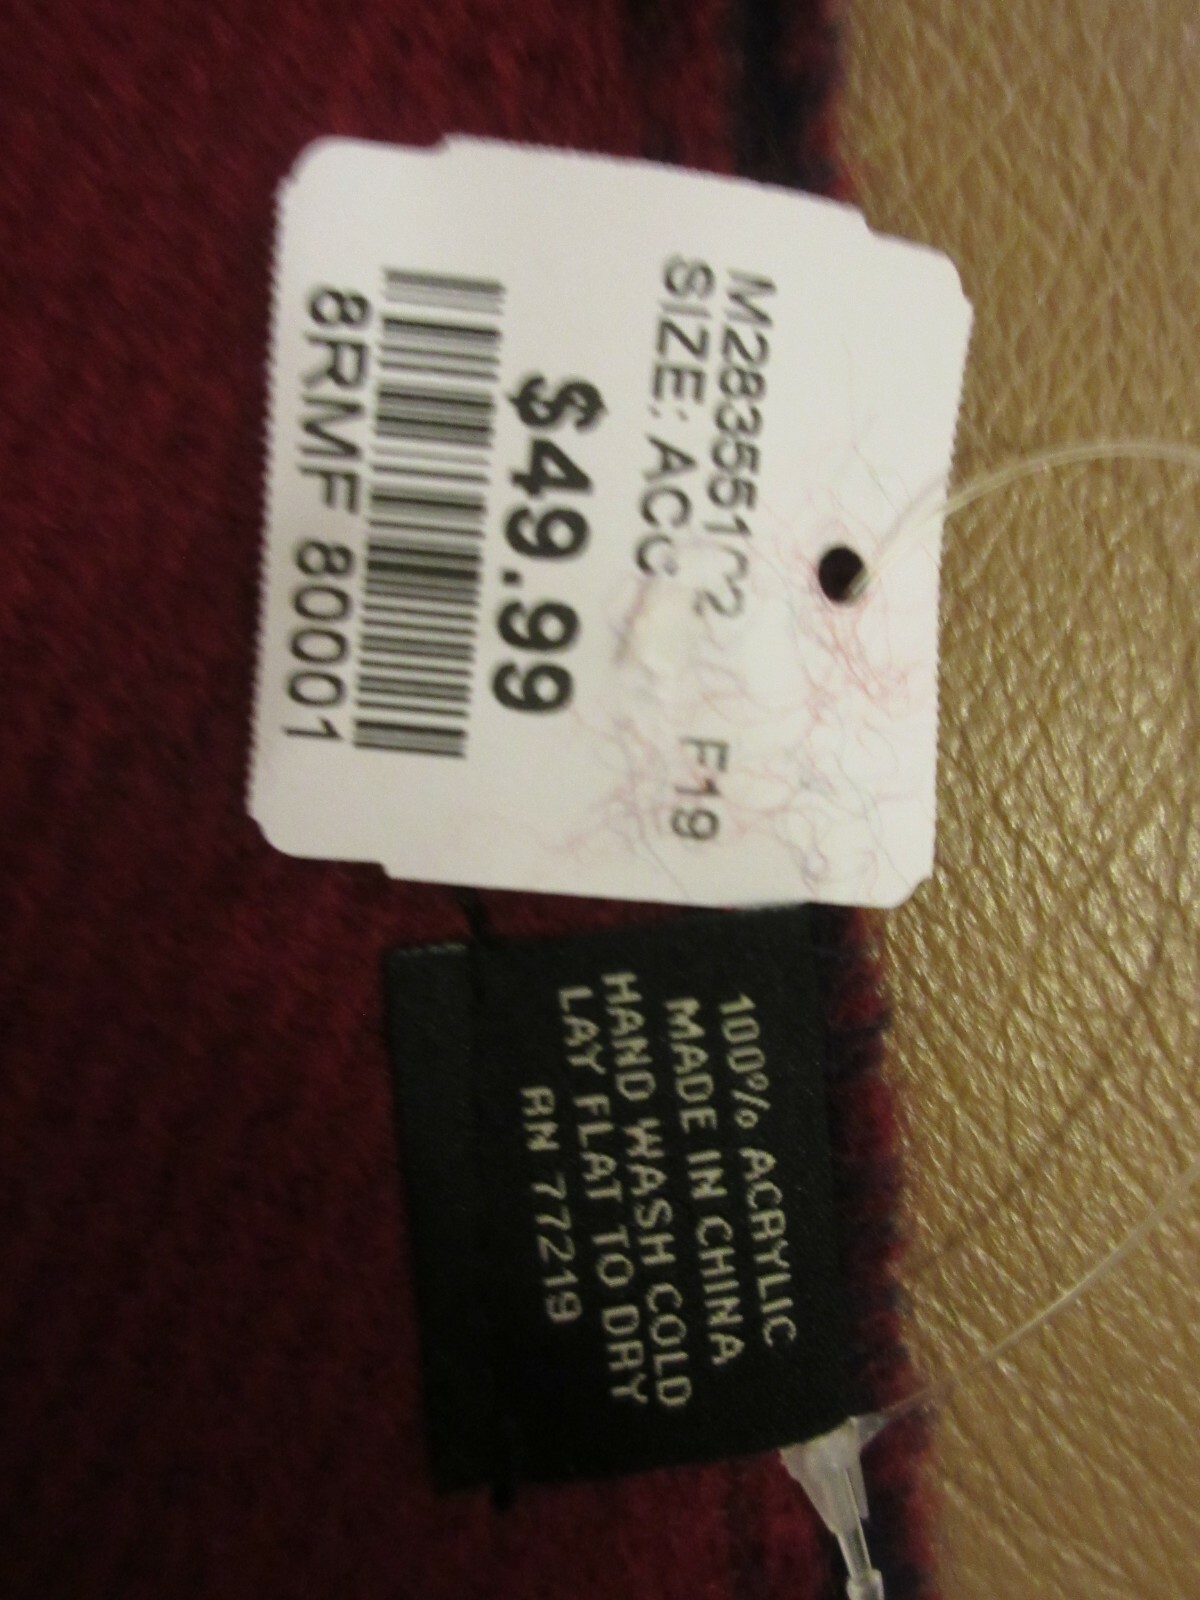 M283551C2
SIZE: ACC F19
$49.99
8RMF 80001
100% ACRYLIC
MADE IN CHINA
HAND WASH COLD
LAY FLAT TO DRY
RN 77219